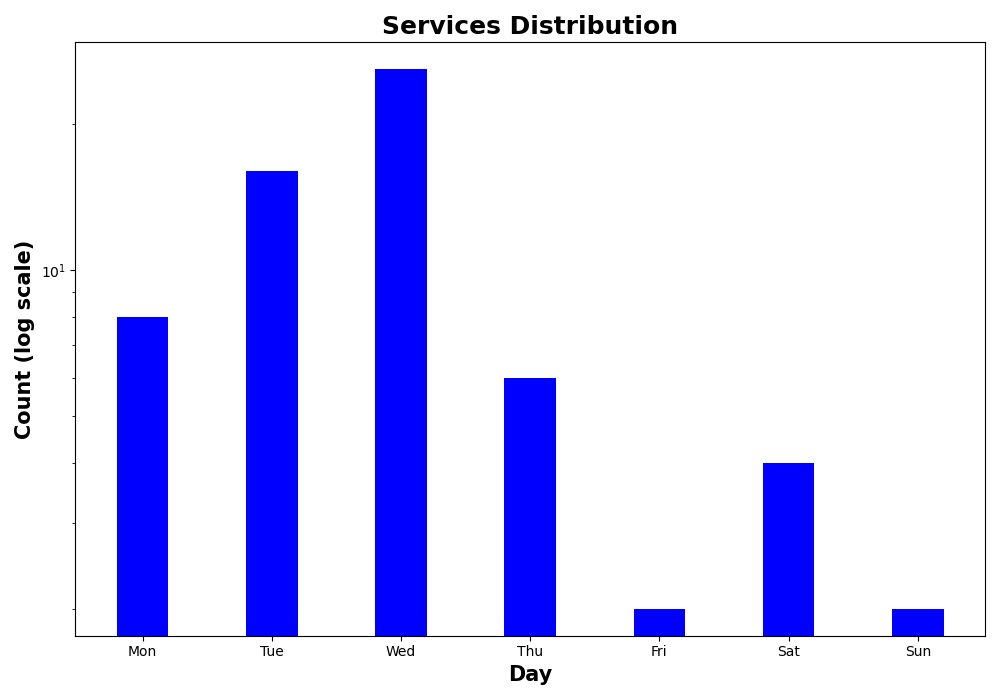 Services Distribution
Count (log scale)
10¹
Mon Tue Wed Thu Fri Sat Sun
Day